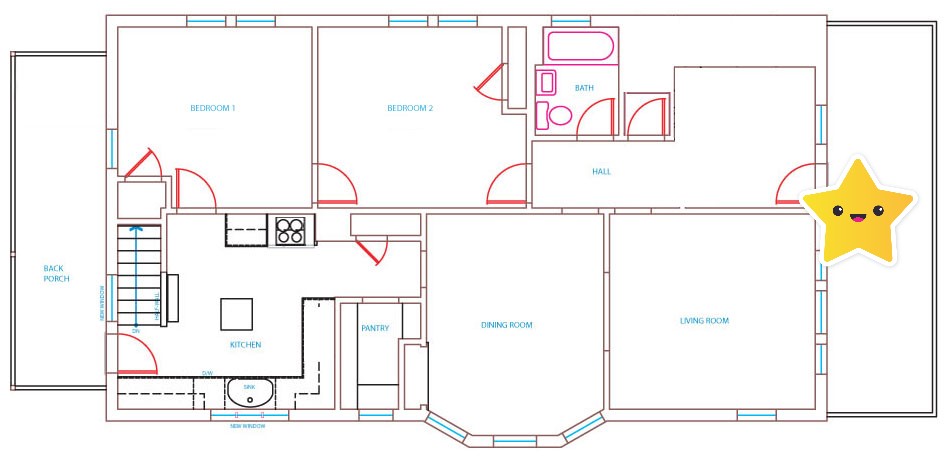 BEDROOM 1
BEDROOM 2
BATH
HALL
BACK
PORCH
NEW WINDOW
DN
KITCHEN
PANTRY
DINING ROOM
LIVING ROOM
D/W
SINK
NEW WINDOW